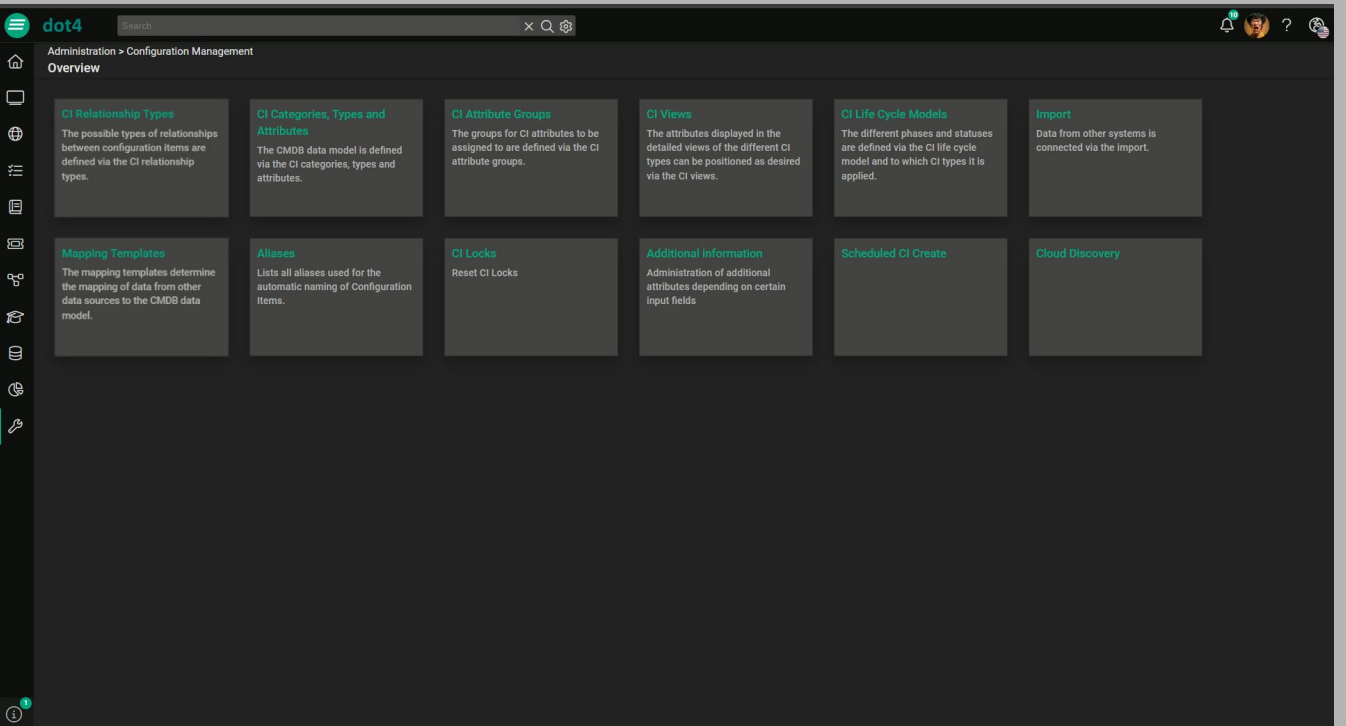 dot4
Search
10
?
Administration > Configuration Management
Overview
CI Relationship Types
The possible types of relationships
between configuration items are
defined via the CI relationship
types.
CI Categories, Types and
Attributes
The CMDB data model is defined
via the CI categories, types and
attributes.
CI Attribute Groups
The groups for CI attributes to be
assigned to are defined via the CI
attribute groups.
CI Views
The attributes displayed in the
detailed views of the different CI
types can be positioned as desired
via the CI views.
CI Life Cycle Models
The different phases and statuses
are defined via the CI life cycle
model and to which CI types it is
applied.
Import
Data from other systems is
connected via the import.
Mapping Templates
The mapping templates determine
the mapping of data from other
data sources to the CMDB data
model.
Aliases
Lists all aliases used for the
automatic naming of Configuration
Items.
CI Locks
Reset CI Locks
Additional information
Administration of additional
attributes depending on certain
input fields
Scheduled CI Create
Cloud Discovery
1